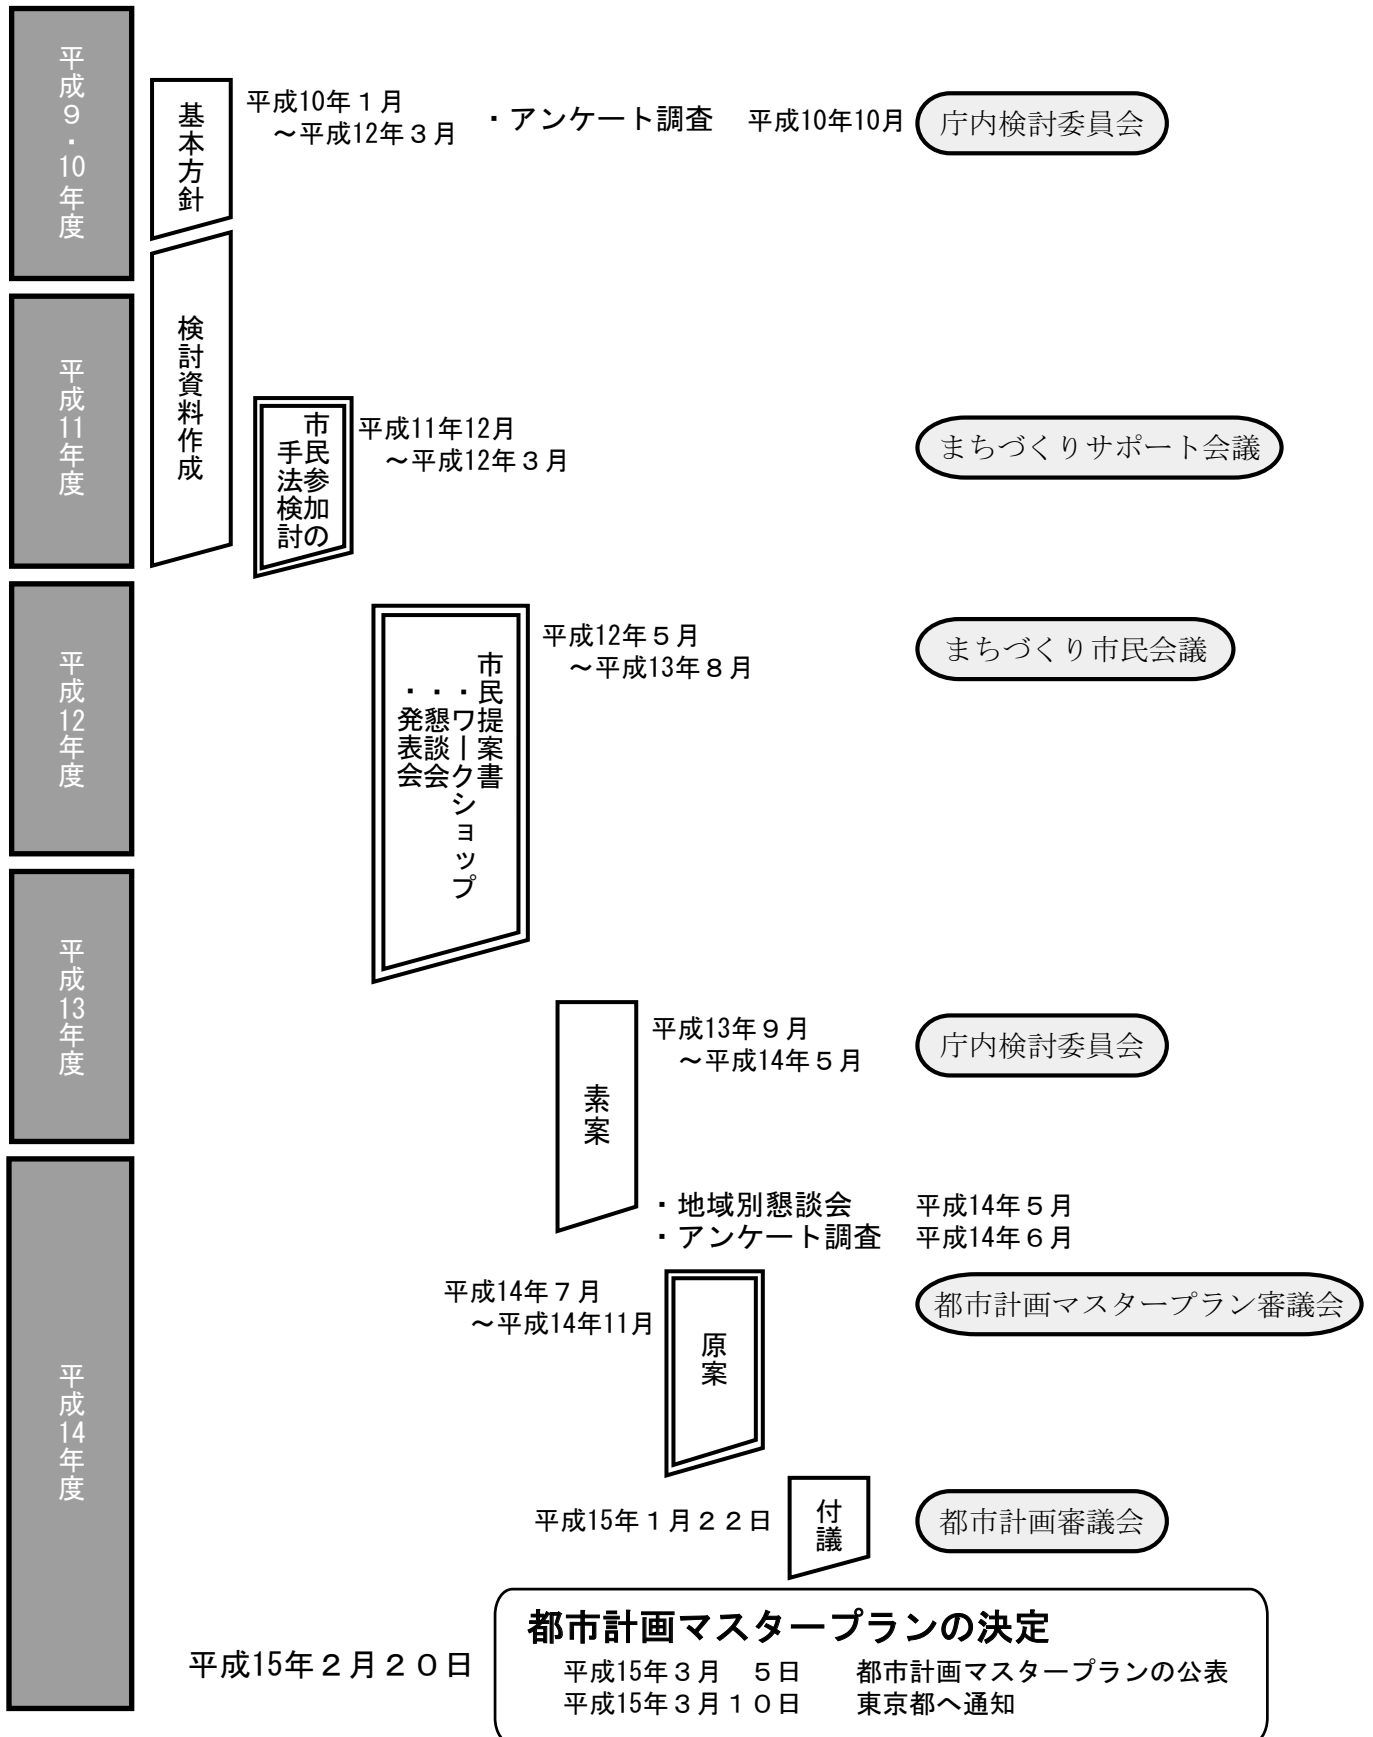 平成９・10年度
基本方針
平成10年１月
～平成12年３月
・アンケート調査　平成10年10月
庁内検討委員会
検討資料作成
平成11年度
市民参加の
手法検討
平成11年12月
～平成12年３月
まちづくりサポート会議
平成12年度
市民提案書
・ワークショップ
・懇談会
・発表会
平成12年５月
～平成13年８月
まちづくり市民会議
平成13年度
素案
平成13年９月
～平成14年５月
庁内検討委員会
・地域別懇談会　平成14年５月
・アンケート調査　平成14年６月
平成14年度
平成14年７月
～平成14年11月
原案
都市計画マスタープラン審議会
平成15年１月２２日
付議
都市計画審議会
平成15年２月２０日
都市計画マスタープランの決定
平成15年３月　５日　都市計画マスタープランの公表
平成15年３月１０日　東京都へ通知